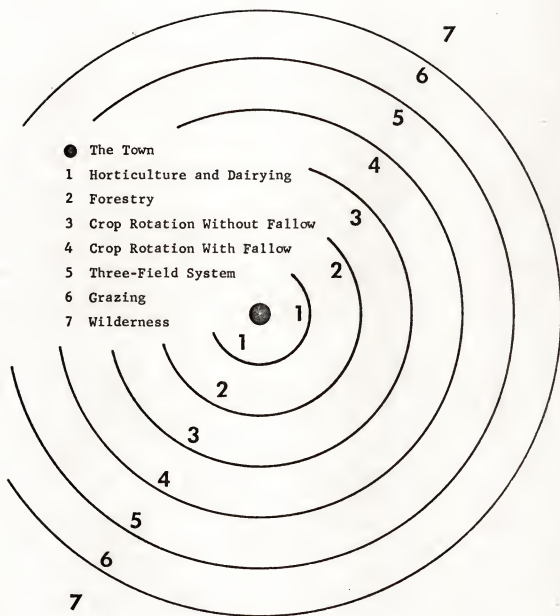 7
6
5
4
The Town
1 Horticulture and Dairying
2 Forestry
3 Crop Rotation Without Fallow
3
4 Crop Rotation With Fallow
2
5 Three-Field System
6 Grazing
1
7 Wilderness
1
2
3
4
5
6
7